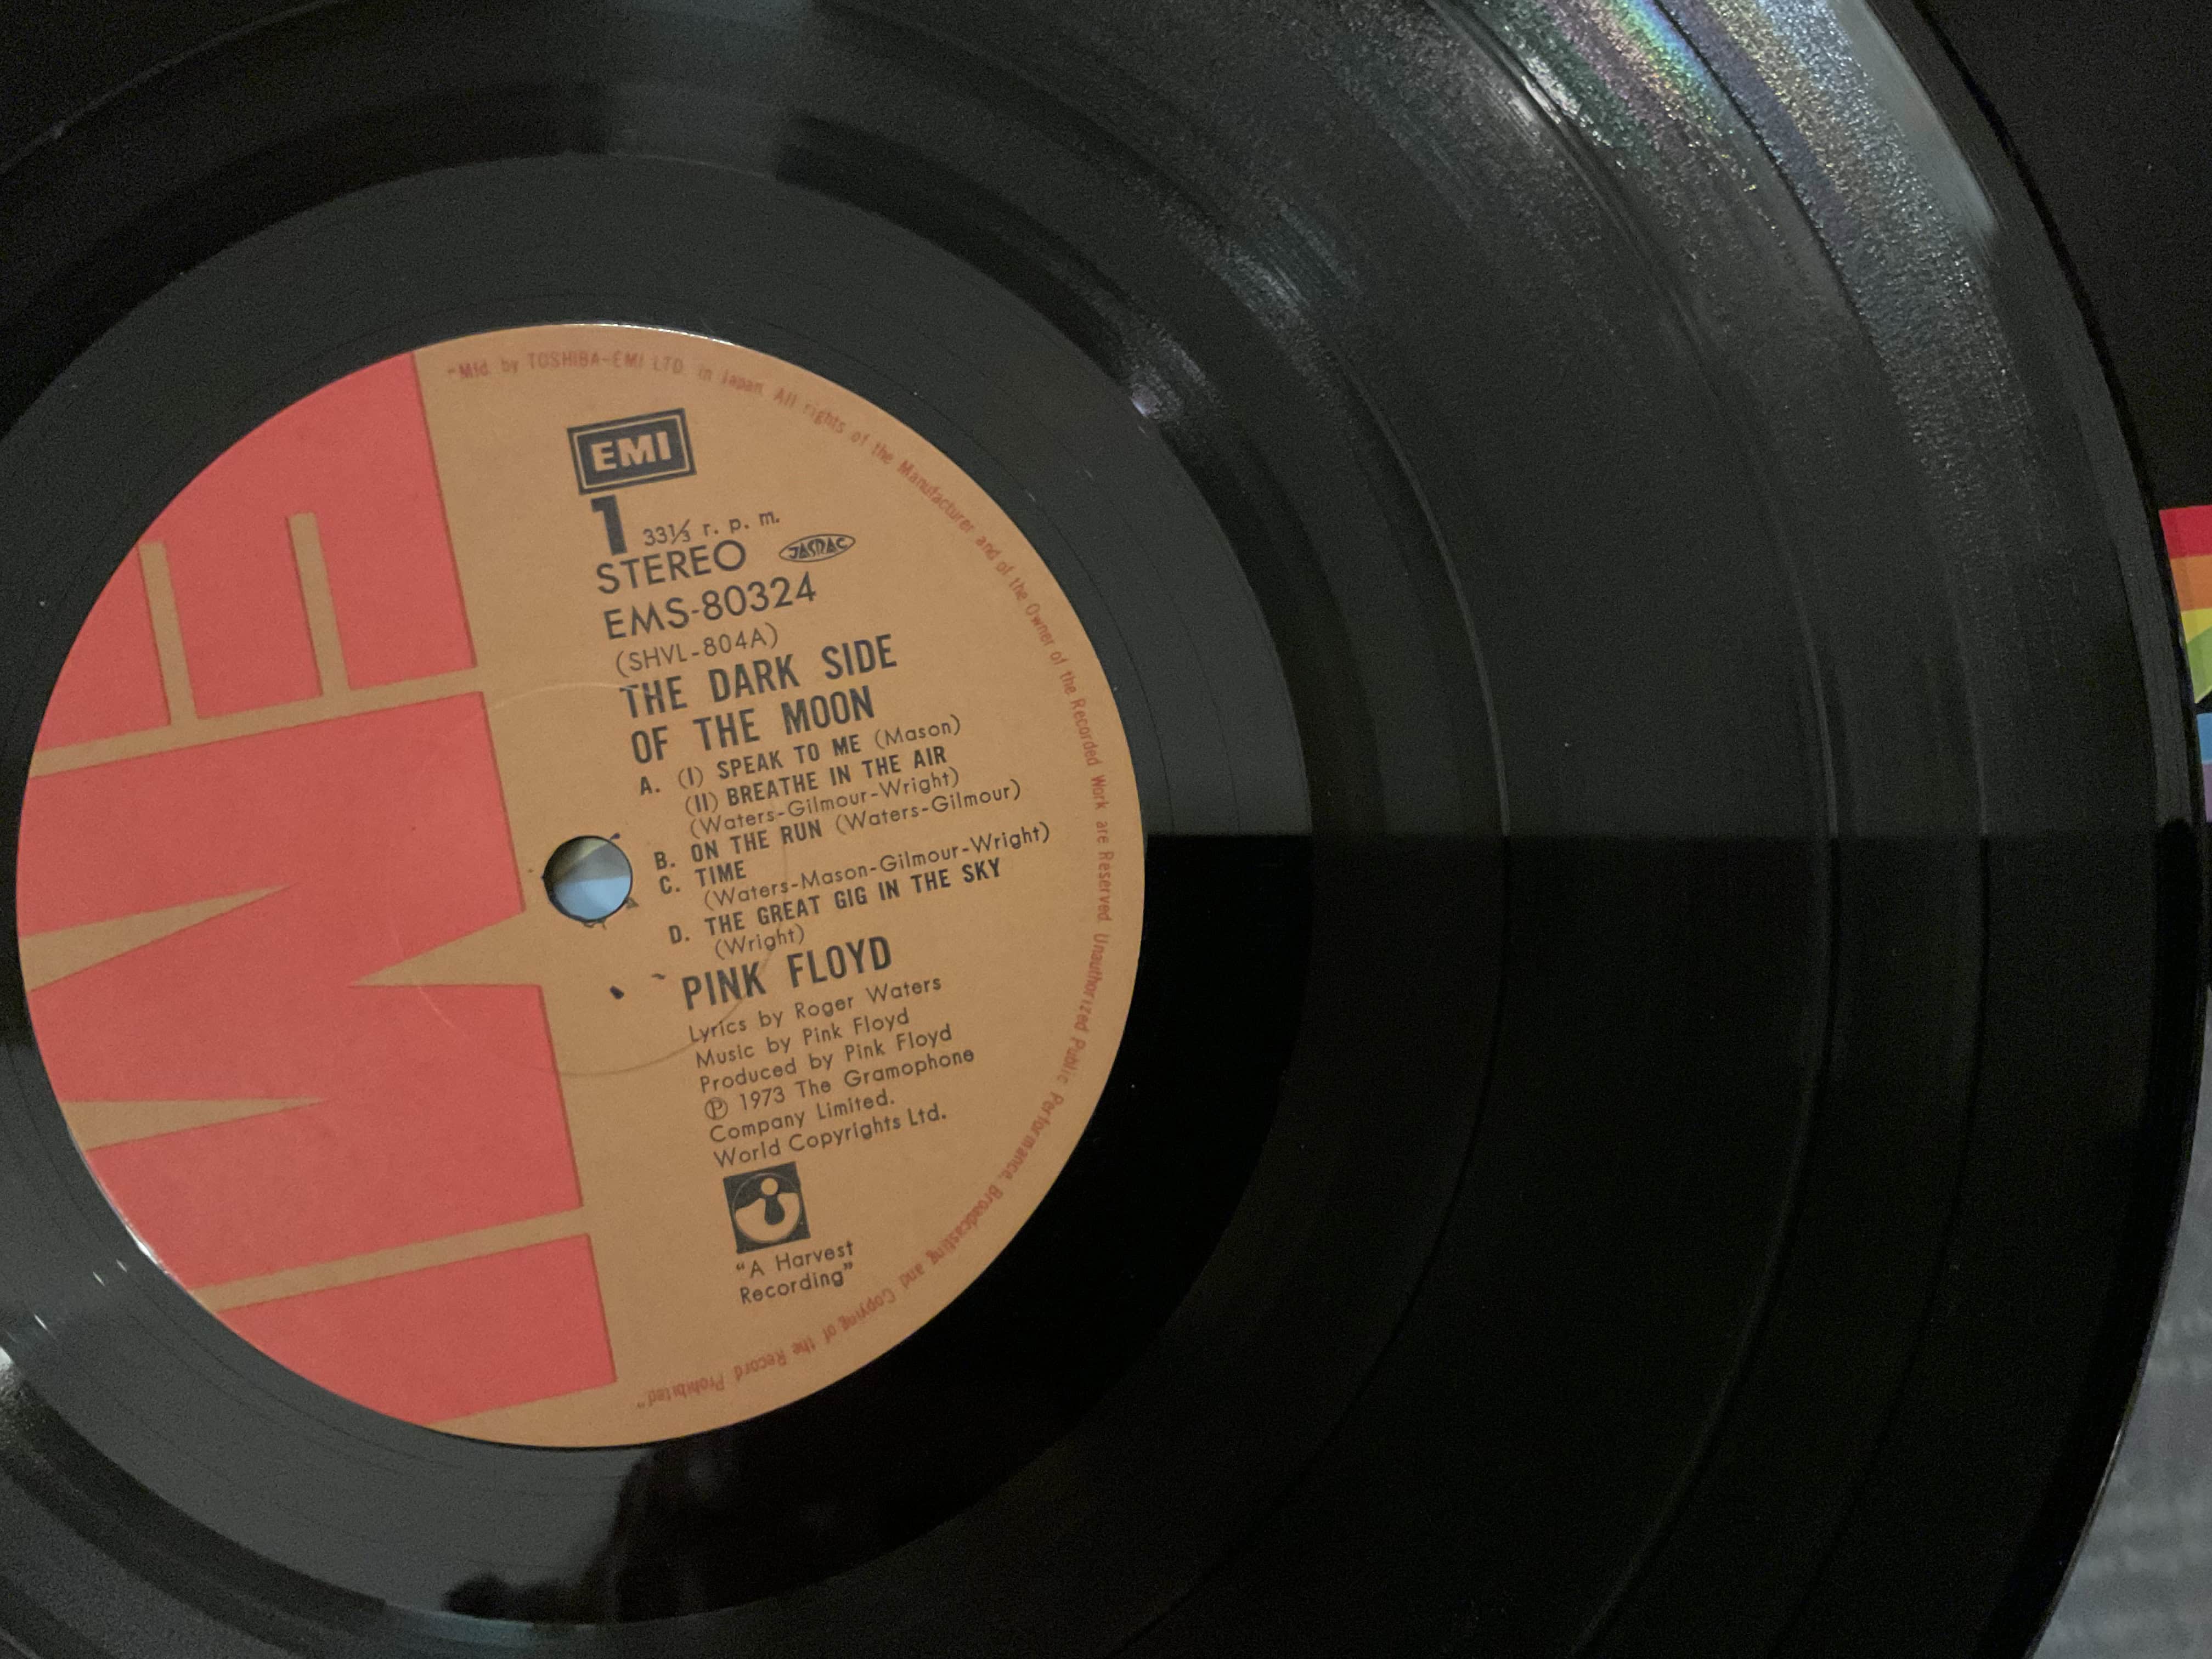 "Mfd. by TOSHIBA-EMI LTD. in Japan. All rights of the Manufacturer and of the Owner of the Recorded Work are Reserved. Unauthorized Public Performance, Broadcasting and Copying of the Record Prohibited."
EMI
1 33⅓ r. p. m.
STEREO JASRAC
EMS-80324
(SHVL-804A)
THE DARK SIDE
OF THE MOON
A. (I) SPEAK TO ME (Mason)
(II) BREATHE IN THE AIR
(Waters-Gilmour-Wright)
B. ON THE RUN (Waters-Gilmour)
C. TIME
(Waters-Mason-Gilmour-Wright)
D. THE GREAT GIG IN THE SKY
(Wright)
PINK FLOYD
Lyrics by Roger Waters
Music by Pink Floyd
Produced by Pink Floyd
℗ 1973 The Gramophone
Company Limited.
World Copyrights Ltd.
"A Harvest
Recording"